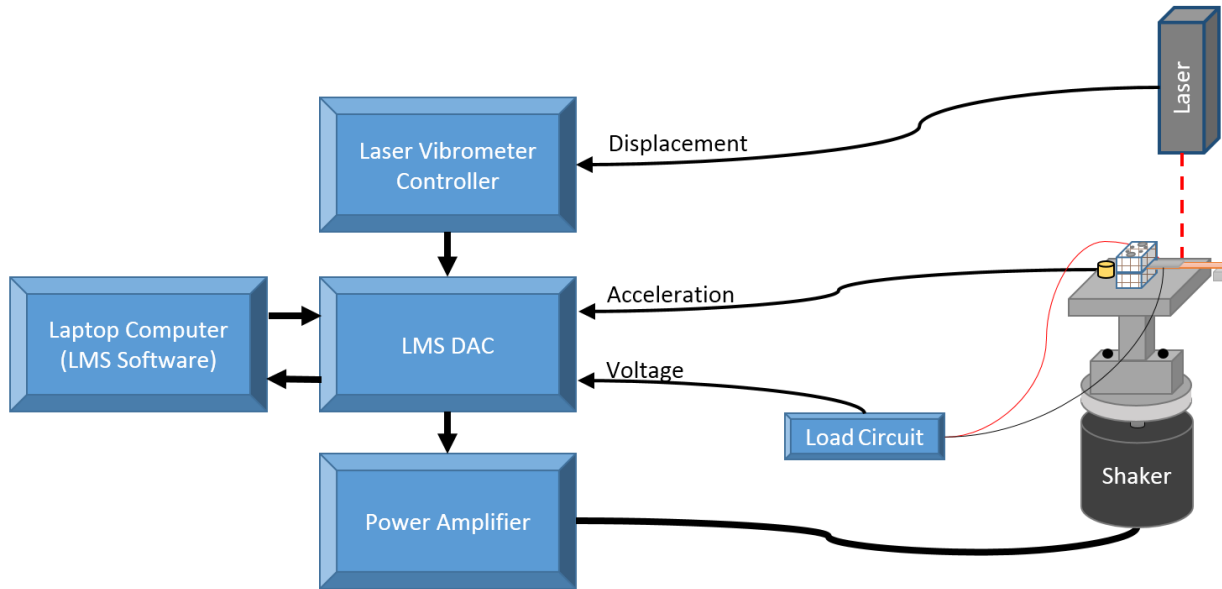 Laser
Displacement
Laser Vibrometer
Controller
Acceleration
Laptop Computer
(LMS Software)
LMS DAC
Voltage
Load Circuit
Shaker
Power Amplifier